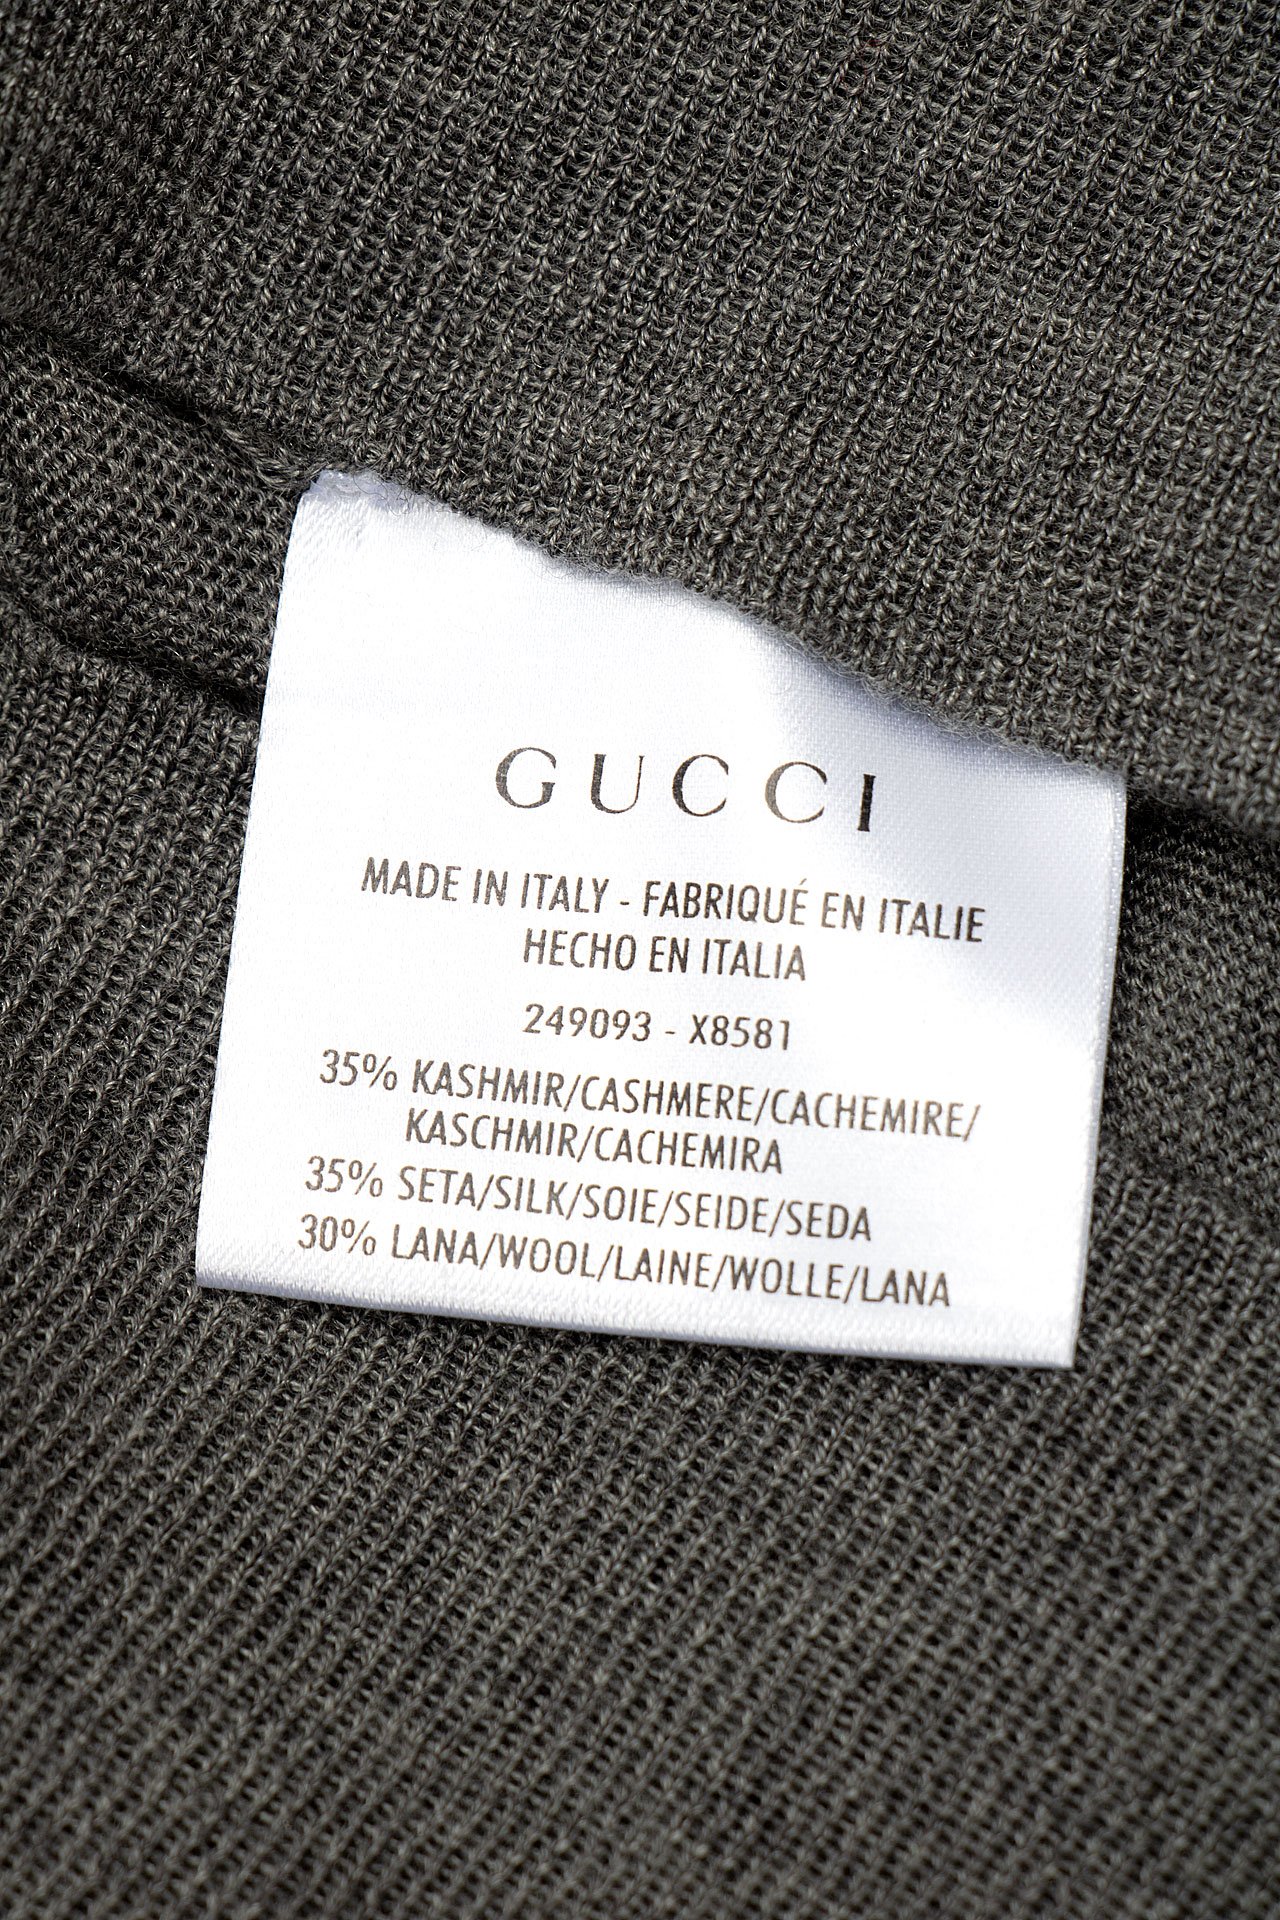 GUCCI
MADE IN ITALY - FABRIQUÉ EN ITALIE
HECHO EN ITALIA
249093 - X8581
35% KASHMIR/CASHMERE/CACHEMIRE/
KASCHMIR/CACHEMIRA
35% SETA/SILK/SOIE/SEIDE/SEDA
30% LANA/WOOL/LAINE/WOLLE/LANA